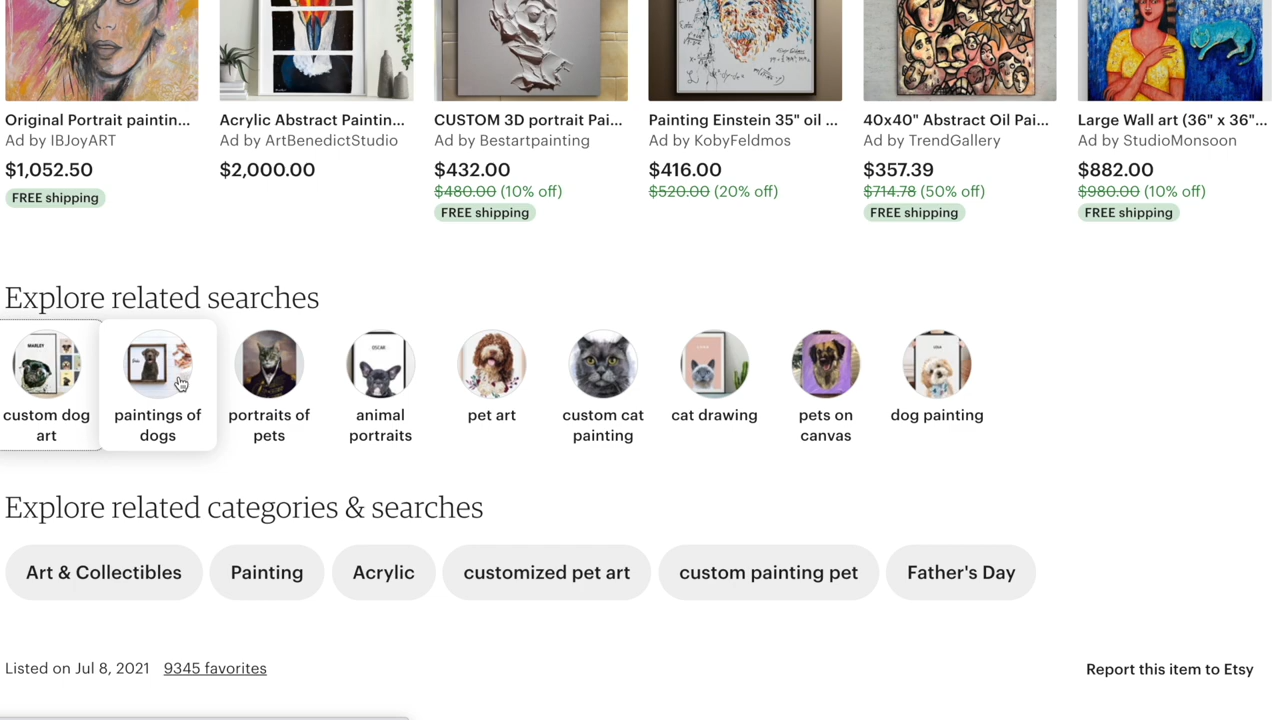 Original Portrait paintin...
Acrylic Abstract Paintin...
CUSTOM 3D portrait Pai...
Painting Einstein 35" oil ...
40x40" Abstract Oil Pai...
Large Wall art (36" x 36"...
Ad by IBJoyART
Ad by ArtBenedictStudio
Ad by Bestartpainting
Ad by KobyFeldmos
Ad by TrendGallery
Ad by StudioMonsoon
$1,052.50
$2,000.00
$432.00
$416.00
$357.39
$882.00
$480.00 (10% off)
$520.00 (20% off)
$714.78 (50% off)
$980.00 (10% off)
FREE shipping
FREE shipping
FREE shipping
FREE shipping
Explore related searches
MARLEY
OSCAR
custom dog
art
paintings of
dogs
portraits of
pets
animal
portraits
pet art
custom cat
painting
cat drawing
pets on
canvas
dog painting
Explore related categories & searches
Art & Collectibles
Painting
Acrylic
customized pet art
custom painting pet
Father's Day
Listed on Jul 8, 2021
9345 favorites
Report this item to Etsy